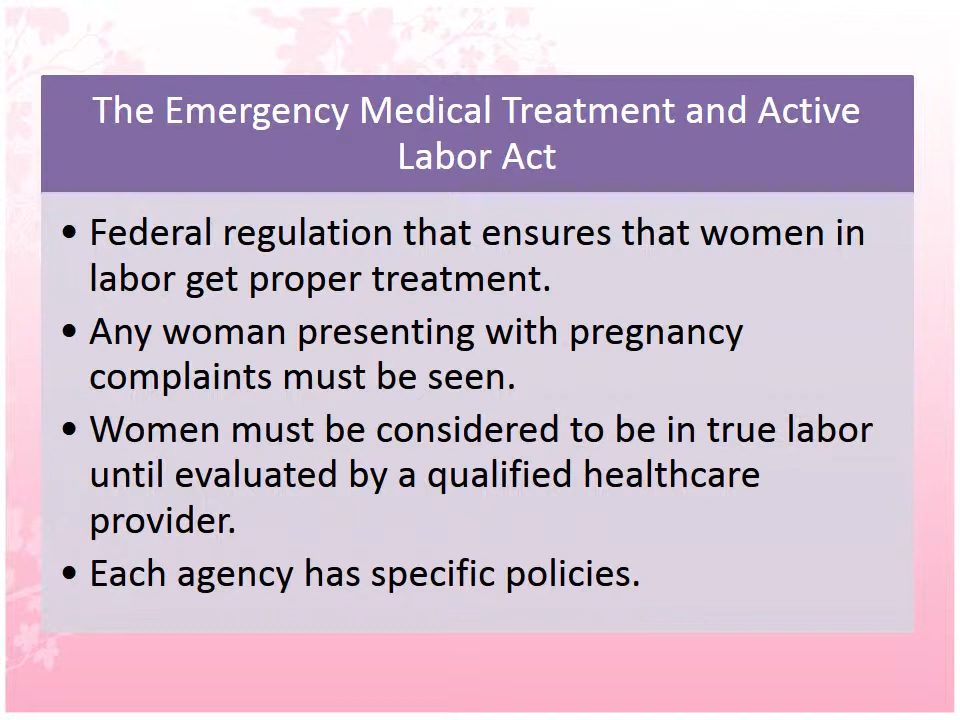 The Emergency Medical Treatment and Active
Labor Act
• Federal regulation that ensures that women in
labor get proper treatment.
• Any woman presenting with pregnancy
complaints must be seen.
• Women must be considered to be in true labor
until evaluated by a qualified healthcare
provider.
• Each agency has specific policies.